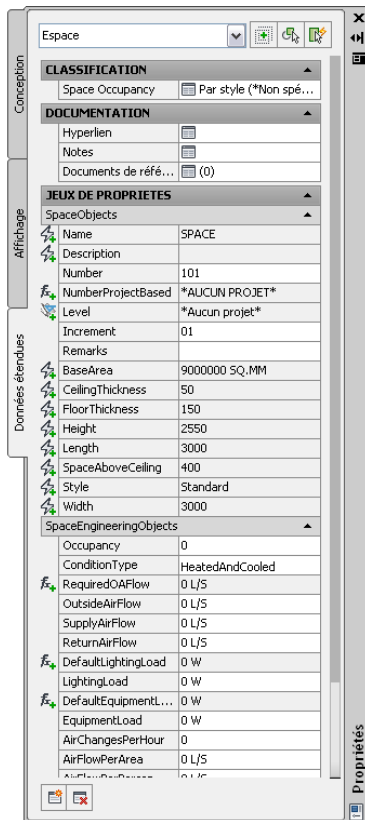 Espace
Conception
Affichage
Données étendues
Propriétés
CLASSIFICATION
Space Occupancy Par style (*Non spé...
DOCUMENTATION
Hyperlien
Notes
Documents de référ... (0)
JEUX DE PROPRIETES
SpaceObjects
Name SPACE
Description
Number 101
NumberProjectBased *AUCUN PROJET*
Level *Aucun projet*
Increment 01
Remarks
BaseArea 9000000 SQ.MM
CeilingThickness 50
FloorThickness 150
Height 2550
Length 3000
SpaceAboveCeiling 400
Style Standard
Width 3000
SpaceEngineeringObjects
Occupancy 0
ConditionType HeatedAndCooled
RequiredOAFlow 0 L/S
OutsideAirFlow 0 L/S
SupplyAirFlow 0 L/S
ReturnAirFlow 0 L/S
DefaultLightingLoad 0 W
LightingLoad 0 W
DefaultEquipmentL... 0 W
EquipmentLoad 0 W
AirChangesPerHour 0
AirFlowPerArea 0 L/S
AirFlowPerPerson 0 L/S